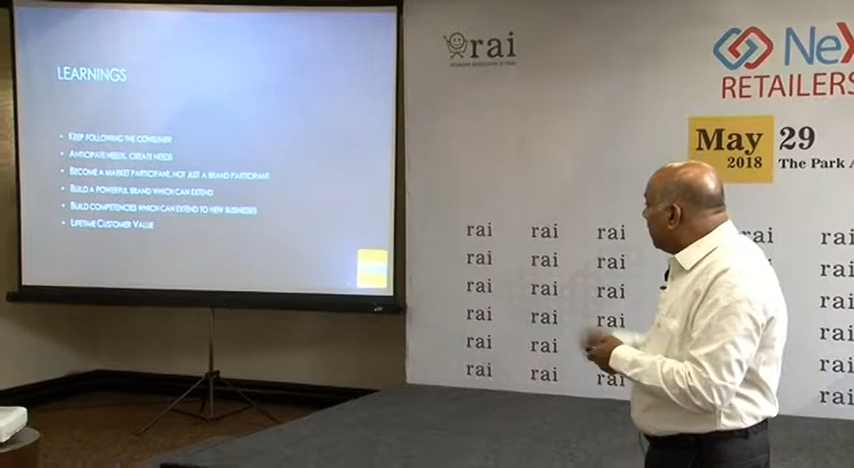 LEARNINGS
KEEP FOLLOWING THE CONSUMER
ANTICIPATE NEEDS, CREATE NEEDS
BECOME A MARKET PARTICIPANT, NOT JUST A BRAND PARTICIPANT
BUILD A POWERFUL BRAND WHICH CAN EXTEND
BUILD COMPETENCIES WHICH CAN EXTEND TO NEW BUSINESSES
LIFETIME CUSTOMER VALUE
rai
NeX
RETAILERS
May 29
2018 The Park
rai rai rai rai rai
rai rai rai rai
rai rai rai rai
rai rai rai rai
rai rai rai
rai rai rai rai